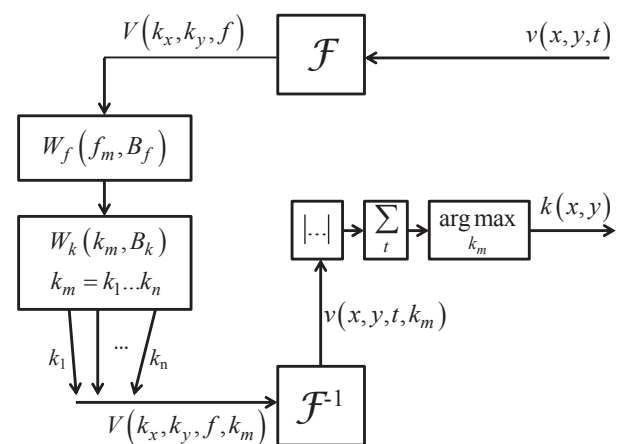 V(k_x, k_y, f)
ℱ
v(x, y, t)
W_f(f_m, B_f)
W_k(k_m, B_k)
k_m = k_1...k_n
|...|
∑
t
arg max
k_m
k(x, y)
v(x, y, t, k_m)
k_1
...
k_n
V(k_x, k_y, f, k_m)
ℱ^-1